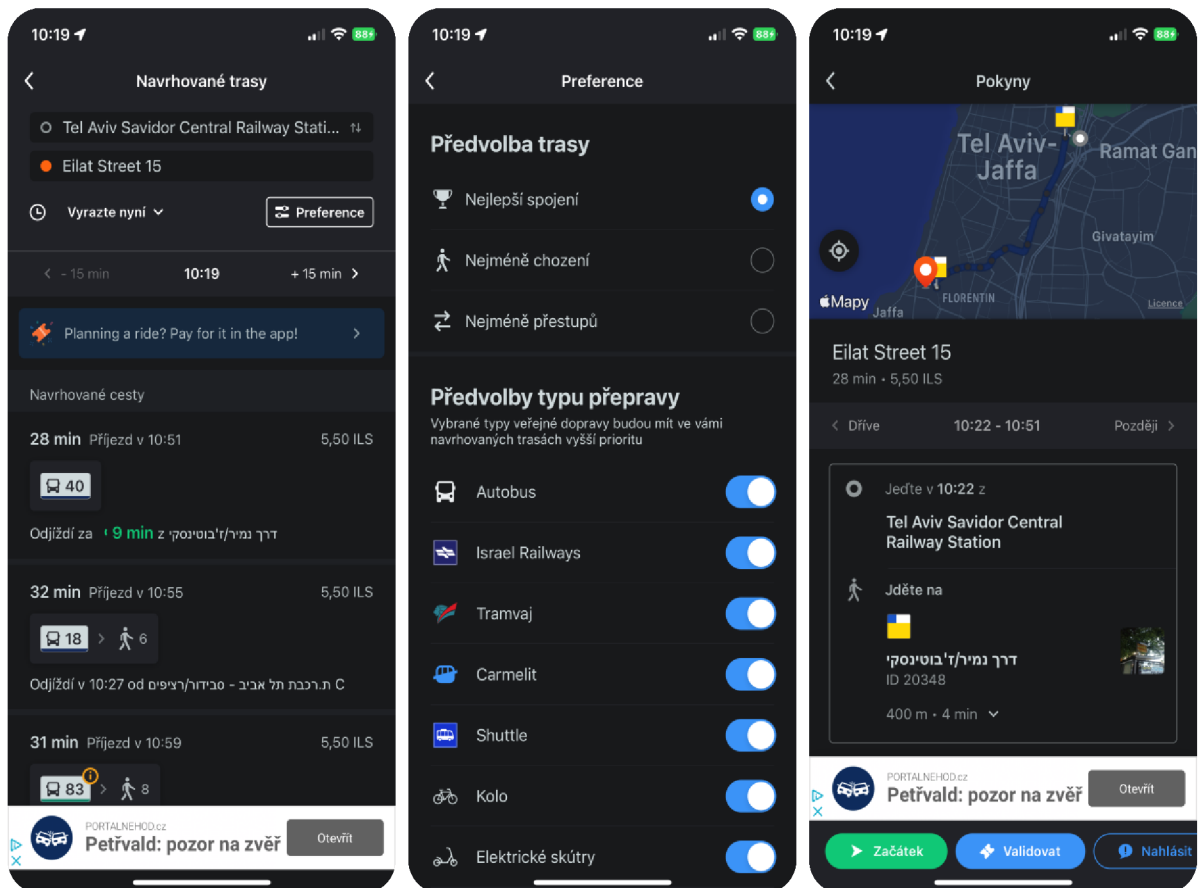 10:19
88
Navrhované trasy
Tel Aviv Savidor Central Railway Stati...
Eilat Street 15
Vyrazte nyní
Preference
- 15 min
10:19
+ 15 min
Planning a ride? Pay for it in the app!
Navrhované cesty
28 min Příjezd v 10:51 5,50 ILS
40
Odjíždí za 9 min z דרך נמיר/ז'בוטינסקי
32 min Příjezd v 10:55 5,50 ILS
18 > 6
Odjíždí v 10:27 od ת.רכבת תל אביב - סבידור/רציפים C
31 min Příjezd v 10:59 5,50 ILS
83 > 8
PORTALNEHOD.cz
Petřvald: pozor na zvěř
Otevřít
10:19
88
Preference
Předvolba trasy
Nejlepší spojení
Nejméně chození
Nejméně přestupů
Předvolby typu přepravy
Vybrané typy veřejné dopravy budou mít ve vámi
navrhovaných trasách vyšší prioritu
Autobus
Israel Railways
Tramvaj
Carmelit
Shuttle
Kolo
Elektrické skútry
10:19
88
Pokyny
Tel Aviv-
Jaffa
Ramat Gan
Givatayim
FLORENTIN
Jaffa
Mapy
Licence
Eilat Street 15
28 min • 5,50 ILS
Dříve
10:22 - 10:51
Později
Jeďte v 10:22 z
Tel Aviv Savidor Central
Railway Station
Jděte na
דרך נמיר/ז'בוטינסקי
ID 20348
400 m • 4 min
PORTALNEHOD.cz
Petřvald: pozor na zvěř
Otevřít
Začátek
Validovat
Nahlásit